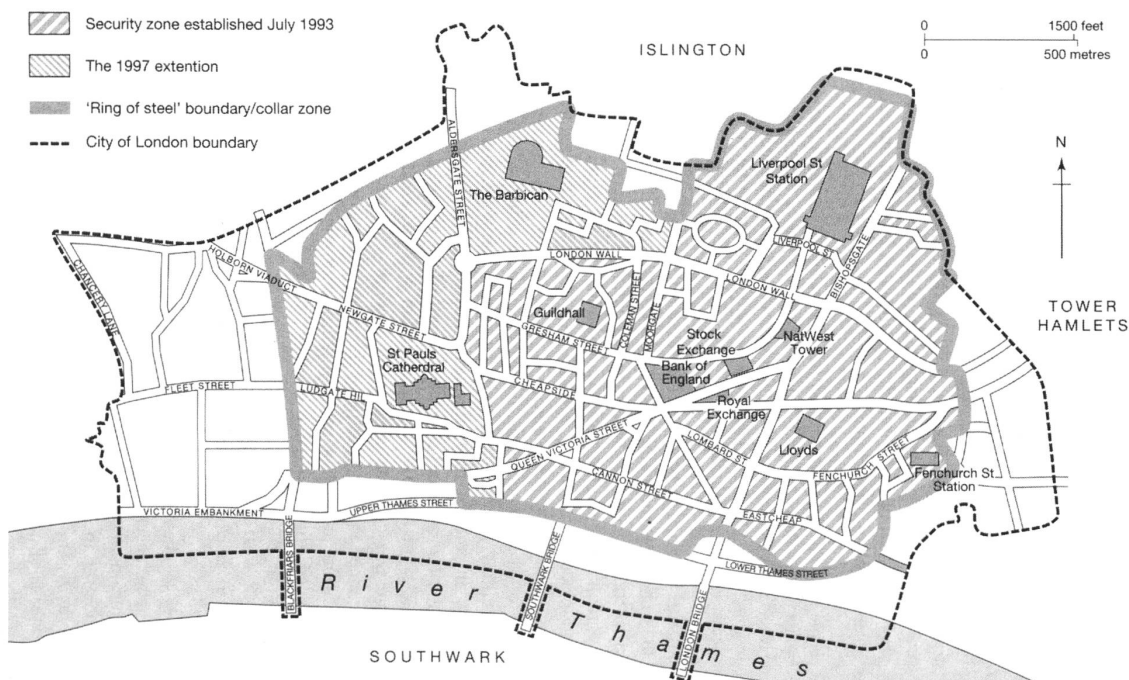 Security zone established July 1993
The 1997 extention
'Ring of steel' boundary/collar zone
City of London boundary
0 1500 feet
0 500 metres
N
ISLINGTON
TOWER
HAMLETS
SOUTHWARK
River Thames
ALDERSGATE STREET
The Barbican
Liverpool St
Station
LIVERPOOL ST
BISHOPSGATE
LONDON WALL
LONDON WALL
CHANCERY LANE
HOLBORN VIADUCT
NEWGATE STREET
Guildhall
GRESHAM STREET
COLEMAN STREET
MOORGATE
Stock
Exchange
NatWest
Tower
Bank of
England
Royal
Exchange
St Pauls
Catherdral
CHEAPSIDE
FLEET STREET
LUDGATE HIL
QUEEN VICTORIA STREET
LOMBARD ST
Lloyds
FENCHURCH STREET
Fenchurch St
Station
CANNON STREET
EASTCHEAP
VICTORIA EMBANKMENT
UPPER THAMES STREET
LOWER THAMES STREET
BLACKFRIARS BRIDGE
SOUTHWARK BRIDGE
LONDON BRIDGE